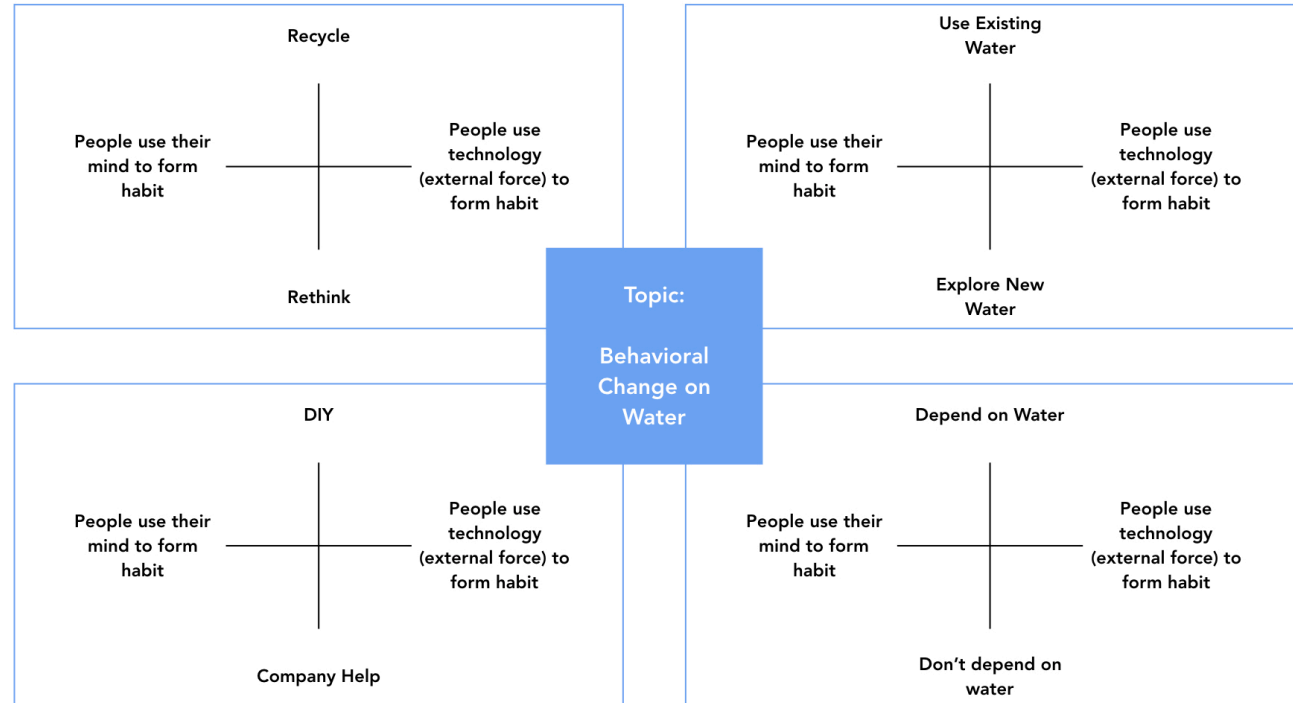 Recycle
People use their
mind to form
habit
People use
technology
(external force) to
form habit
Rethink
Use Existing
Water
People use their
mind to form
habit
People use
technology
(external force) to
form habit
Explore New
Water
Topic:
Behavioral
Change on
Water
DIY
People use their
mind to form
habit
People use
technology
(external force) to
form habit
Company Help
Depend on Water
People use their
mind to form
habit
People use
technology
(external force) to
form habit
Don’t depend on
water